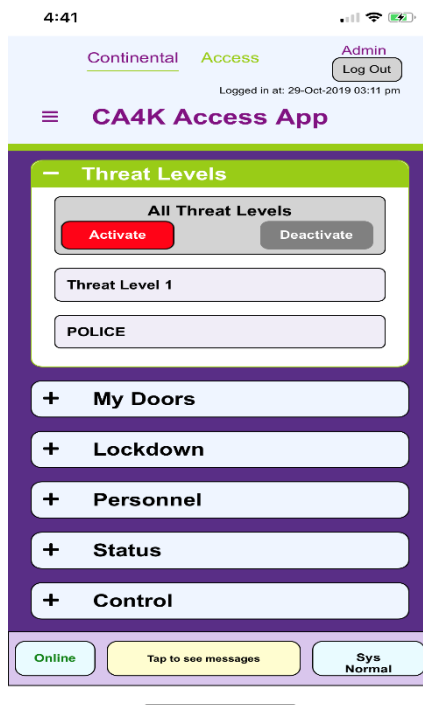 4:41
Continental Access
Admin
Log Out
Logged in at: 29-Oct-2019 03:11 pm
≡ CA4K Access App
− Threat Levels
All Threat Levels
Activate Deactivate
Threat Level 1
POLICE
+ My Doors
+ Lockdown
+ Personnel
+ Status
+ Control
Online
Tap to see messages
Sys
Normal